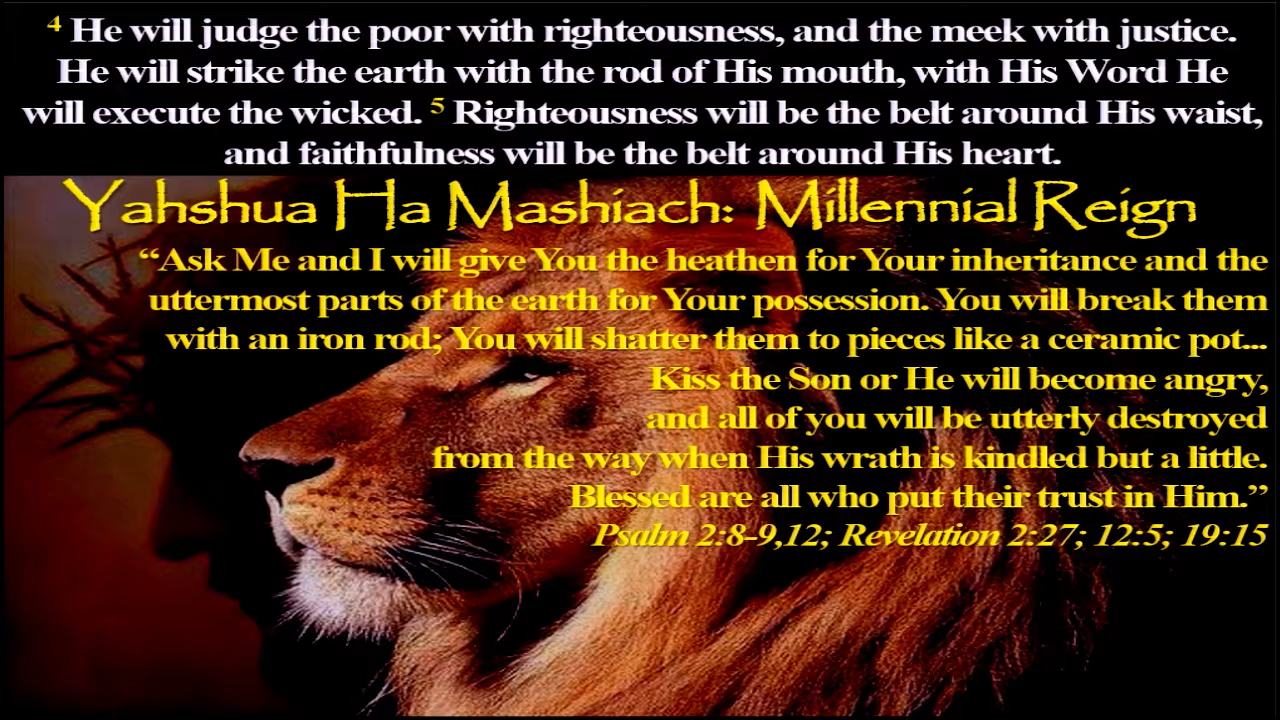 4 He will judge the poor with righteousness, and the meek with justice.
He will strike the earth with the rod of His mouth, with His Word He
will execute the wicked. 5 Righteousness will be the belt around His waist,
and faithfulness will be the belt around His heart.
Yahshua Ha Mashiach: Millennial Reign
“Ask Me and I will give You the heathen for Your inheritance and the
uttermost parts of the earth for Your possession. You will break them
with an iron rod; You will shatter them to pieces like a ceramic pot...
Kiss the Son or He will become angry,
and all of you will be utterly destroyed
from the way when His wrath is kindled but a little.
Blessed are all who put their trust in Him.”
Psalm 2:8-9,12; Revelation 2:27; 12:5; 19:15